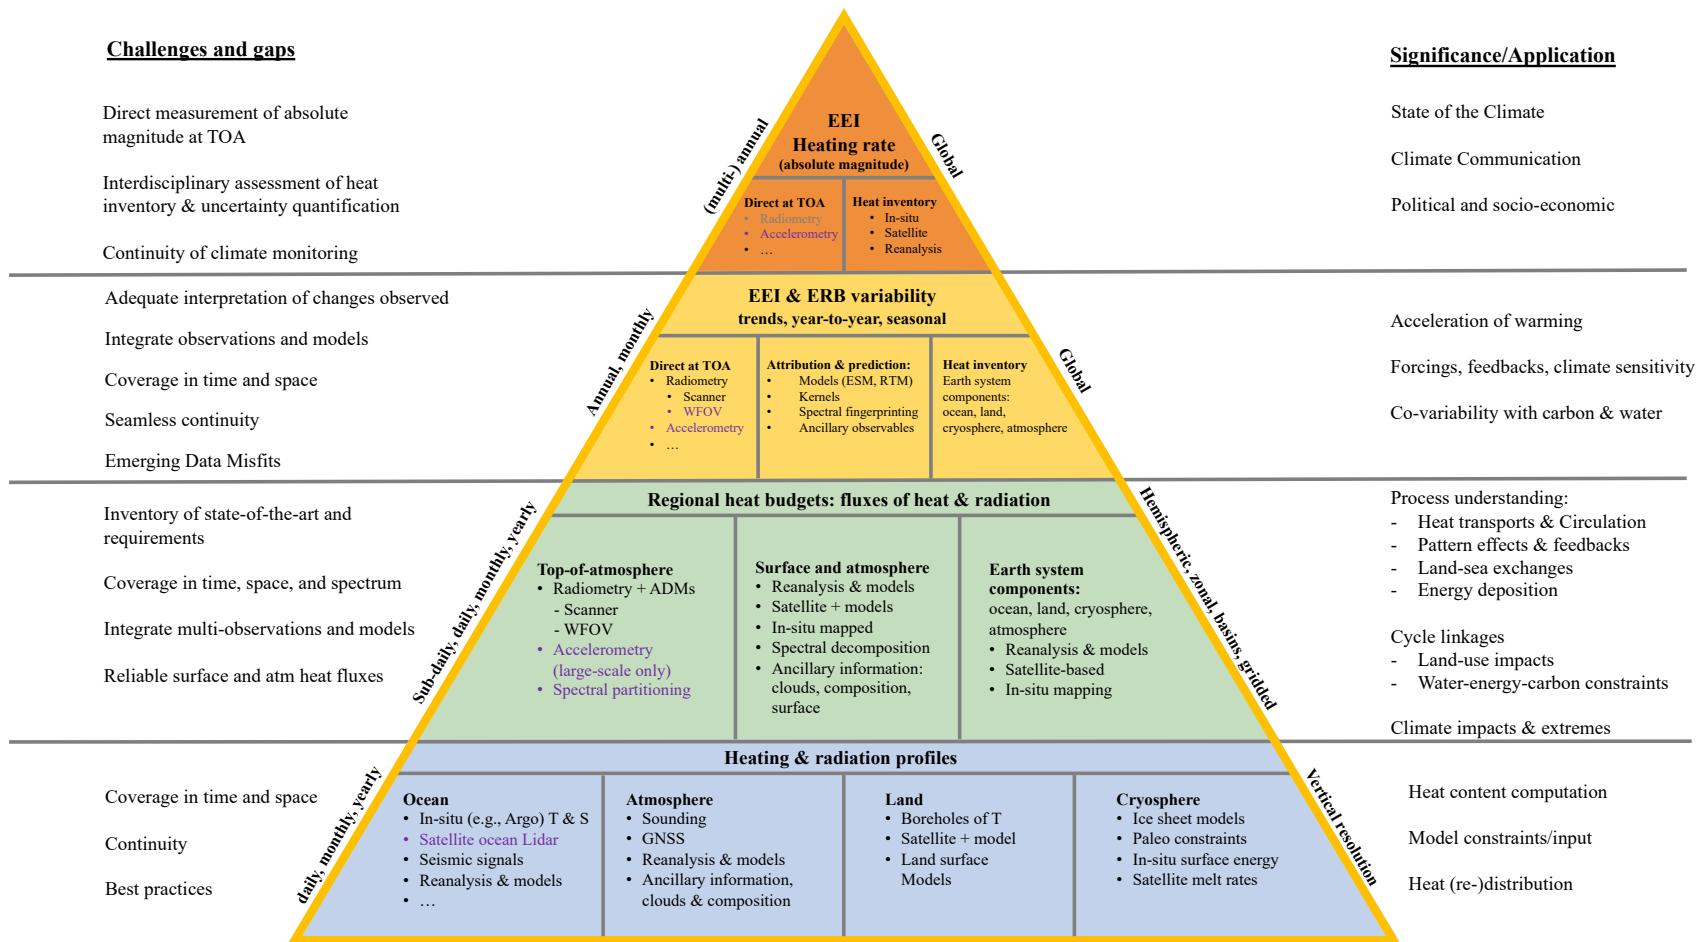 Challenges and gaps
Direct measurement of absolute
magnitude at TOA
Interdisciplinary assessment of heat
inventory & uncertainty quantification
Continuity of climate monitoring
(multi-) annual
EEI
Heating rate
(absolute magnitude)
Direct at TOA
• Radiometry
• Accelerometry
• …
Heat inventory
• In-situ
• Satellite
• Reanalysis
Global
Significance/Application
State of the Climate
Climate Communication
Political and socio-economic
Adequate interpretation of changes observed
Integrate observations and models
Coverage in time and space
Seamless continuity
Emerging Data Misfits
Annual, monthly
EEI & ERB variability
trends, year-to-year, seasonal
Direct at TOA
• Radiometry
• Scanner
• WFOV
• Accelerometry
• …
Attribution & prediction:
• Models (ESM, RTM)
• Kernels
• Spectral fingerprinting
• Ancillary observables
Heat inventory
Earth system
components:
ocean, land,
cryosphere, atmosphere
Global
Acceleration of warming
Forcings, feedbacks, climate sensitivity
Co-variability with carbon & water
Inventory of state-of-the-art and
requirements
Coverage in time, space, and spectrum
Integrate multi-observations and models
Reliable surface and atm heat fluxes
Sub-daily, daily, monthly, yearly
Regional heat budgets: fluxes of heat & radiation
Top-of-atmosphere
• Radiometry + ADMs
- Scanner
- WFOV
• Accelerometry
(large-scale only)
• Spectral partitioning
Surface and atmosphere
• Reanalysis & models
• Satellite + models
• In-situ mapped
• Spectral decomposition
• Ancillary information:
clouds, composition,
surface
Earth system
components:
ocean, land, cryosphere,
atmosphere
• Reanalysis & models
• Satellite-based
• In-situ mapping
Hemispheric, zonal, basins, gridded
Process understanding:
- Heat transports & Circulation
- Pattern effects & feedbacks
- Land-sea exchanges
- Energy deposition
Cycle linkages
- Land-use impacts
- Water-energy-carbon constraints
Climate impacts & extremes
Coverage in time and space
Continuity
Best practices
daily, monthly, yearly
Heating & radiation profiles
Ocean
• In-situ (e.g., Argo) T & S
• Satellite ocean Lidar
• Seismic signals
• Reanalysis & models
• …
Atmosphere
• Sounding
• GNSS
• Reanalysis & models
• Ancillary information,
clouds & composition
Land
• Boreholes of T
• Satellite + model
• Land surface
Models
Cryosphere
• Ice sheet models
• Paleo constraints
• In-situ surface energy
• Satellite melt rates
Vertical resolution
Heat content computation
Model constraints/input
Heat (re-)distribution